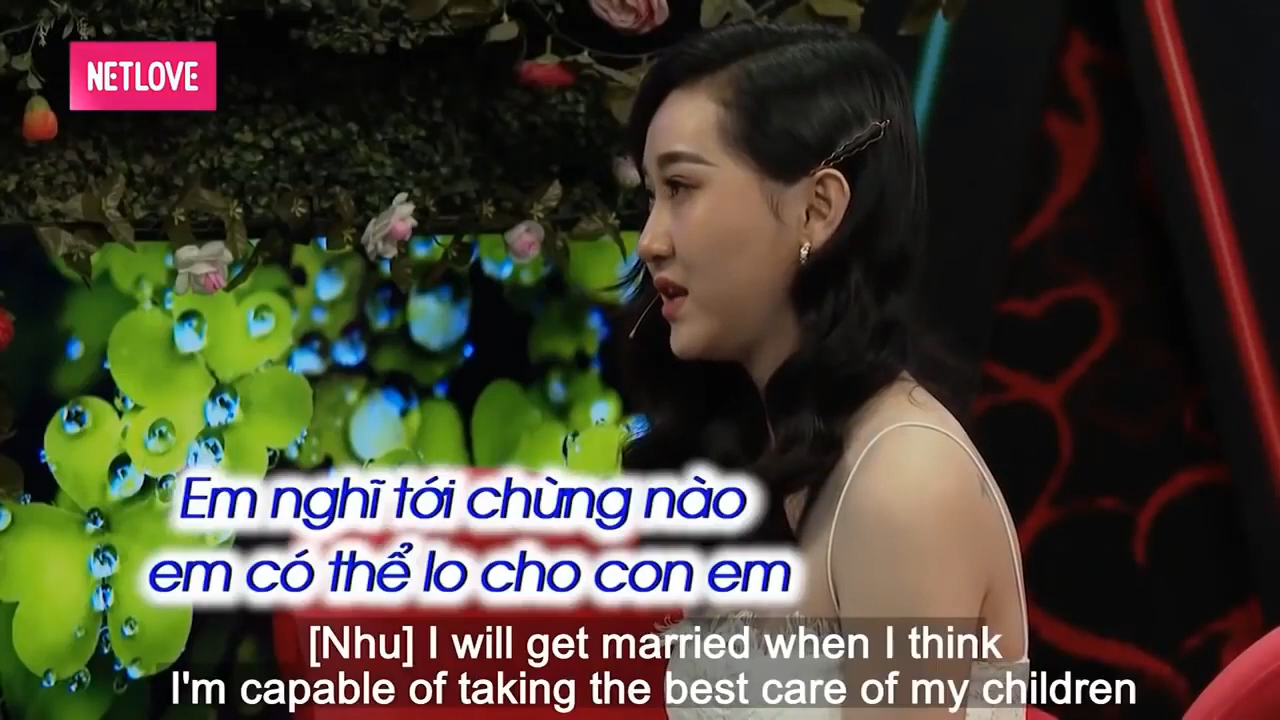 NETLOVE
Em nghĩ tới chừng nào
em có thể lo cho con em
[Nhu] I will get married when I think
I'm capable of taking the best care of my children